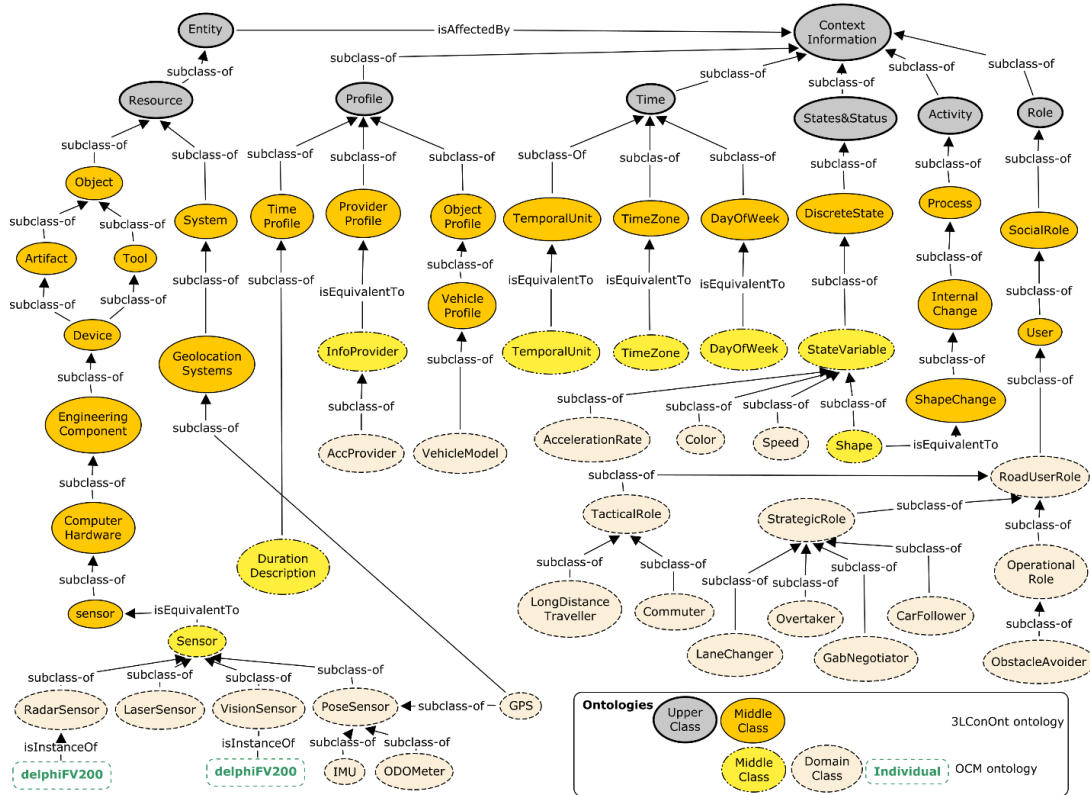 Entity
isAffectedBy
Context
Information
subclass-of
subclass-of
subclass-of
subclass-of
subclass-of
subclass-of
Resource
Profile
Time
States&Status
Activity
Role
subclass-of
subclass-of
subclass-of
subclass-of
subclass-of
subclass-Of
subclass-of
subclass-of
subclass-of
subclass-of
subclass-of
Object
System
Time
Profile
Provider
Profile
Object
Profile
TemporalUnit
TimeZone
DayOfWeek
DiscreteState
Process
SocialRole
subclass-of
subclass-of
Artifact
Tool
subclass-of
subclass-of
isEquivalentTo
subclass-of
isEquivalentTo
isEquivalentTo
isEquivalentTo
subclass-of
subclass-of
subclass-of
subclass-of
subclass-of
Device
Vehicle
Profile
Internal
Change
User
subclass-of
Geolocation
Systems
InfoProvider
TemporalUnit
TimeZone
DayOfWeek
StateVariable
subclass-of
subclass-of
Engineering
Component
subclass-of
subclass-of
subclass-of
subclass-of
subclass-of
subclass-of
ShapeChange
AccProvider
VehicleModel
AccelerationRate
Color
Speed
Shape
isEquivalentTo
subclass-of
subclass-of
RoadUserRole
Computer
Hardware
TacticalRole
StrategicRole
subclass-of
subclass-of
subclass-of
Duration
Description
subclass-of
subclass-of
subclass-of
subclass-of
subclass-of
subclass-of
Operational
Role
sensor
isEquivalentTo
LongDistance
Traveller
Commuter
Overtaker
CarFollower
subclass-of
Sensor
LaneChanger
GabNegotiator
ObstacleAvoider
subclass-of
subclass-of
subclass-of
subclass-of
RadarSensor
LaserSensor
VisionSensor
PoseSensor
subclass-of
GPS
isInstanceOf
isInstanceOf
subclass-of
subclass-of
delphiFV200
delphiFV200
IMU
ODOMeter
Ontologies
Upper
Class
Middle
Class
3LConOnt ontology
Middle
Class
Domain
Class
Individual
OCM ontology